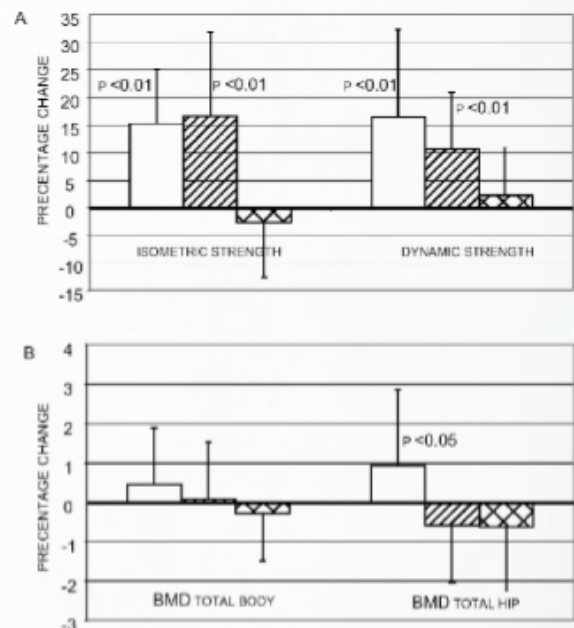 A
PRECENTAGE CHANGE
35
30
25
20
15
10
5
0
-5
-10
-15
P <0.01
P <0.01
P <0.01
P <0.01
ISOMETRIC STRENGTH
DYNAMIC STRENGTH
B
PRECENTAGE CHANGE
4
3
2
1
0
-1
-2
-3
P <0.05
BMD TOTAL BODY
BMD TOTAL HIP